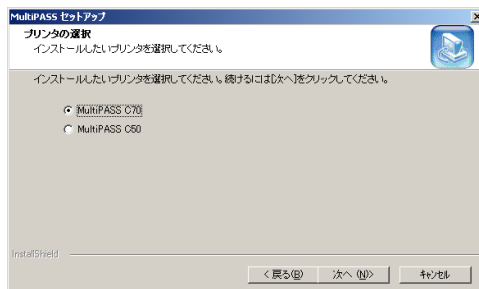 MultiPASS セットアップ
プリンタの選択
インストールしたいプリンタを選択してください。
インストールしたいプリンタを選択してください。続けるには[次へ]をクリックしてください。
MultiPASS C70
MultiPASS C50
InstallShield
< 戻る(B)
次へ (N)>
キャンセル